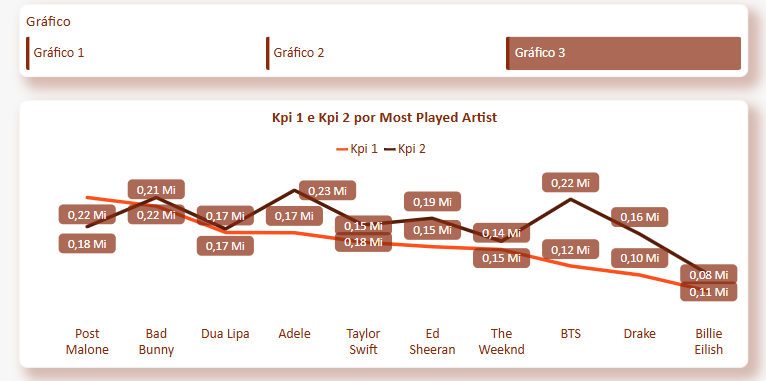 Gráfico
Gráfico 1
Gráfico 2
Gráfico 3
Kpi 1 e Kpi 2 por Most Played Artist
Kpi 1 Kpi 2
0,22 Mi
0,18 Mi
0,21 Mi
0,22 Mi
0,17 Mi
0,17 Mi
0,23 Mi
0,17 Mi
0,15 Mi
0,18 Mi
0,19 Mi
0,15 Mi
0,14 Mi
0,15 Mi
0,22 Mi
0,12 Mi
0,16 Mi
0,10 Mi
0,08 Mi
0,11 Mi
Post Malone
Bad Bunny
Dua Lipa
Adele
Taylor Swift
Ed Sheeran
The Weeknd
BTS
Drake
Billie Eilish